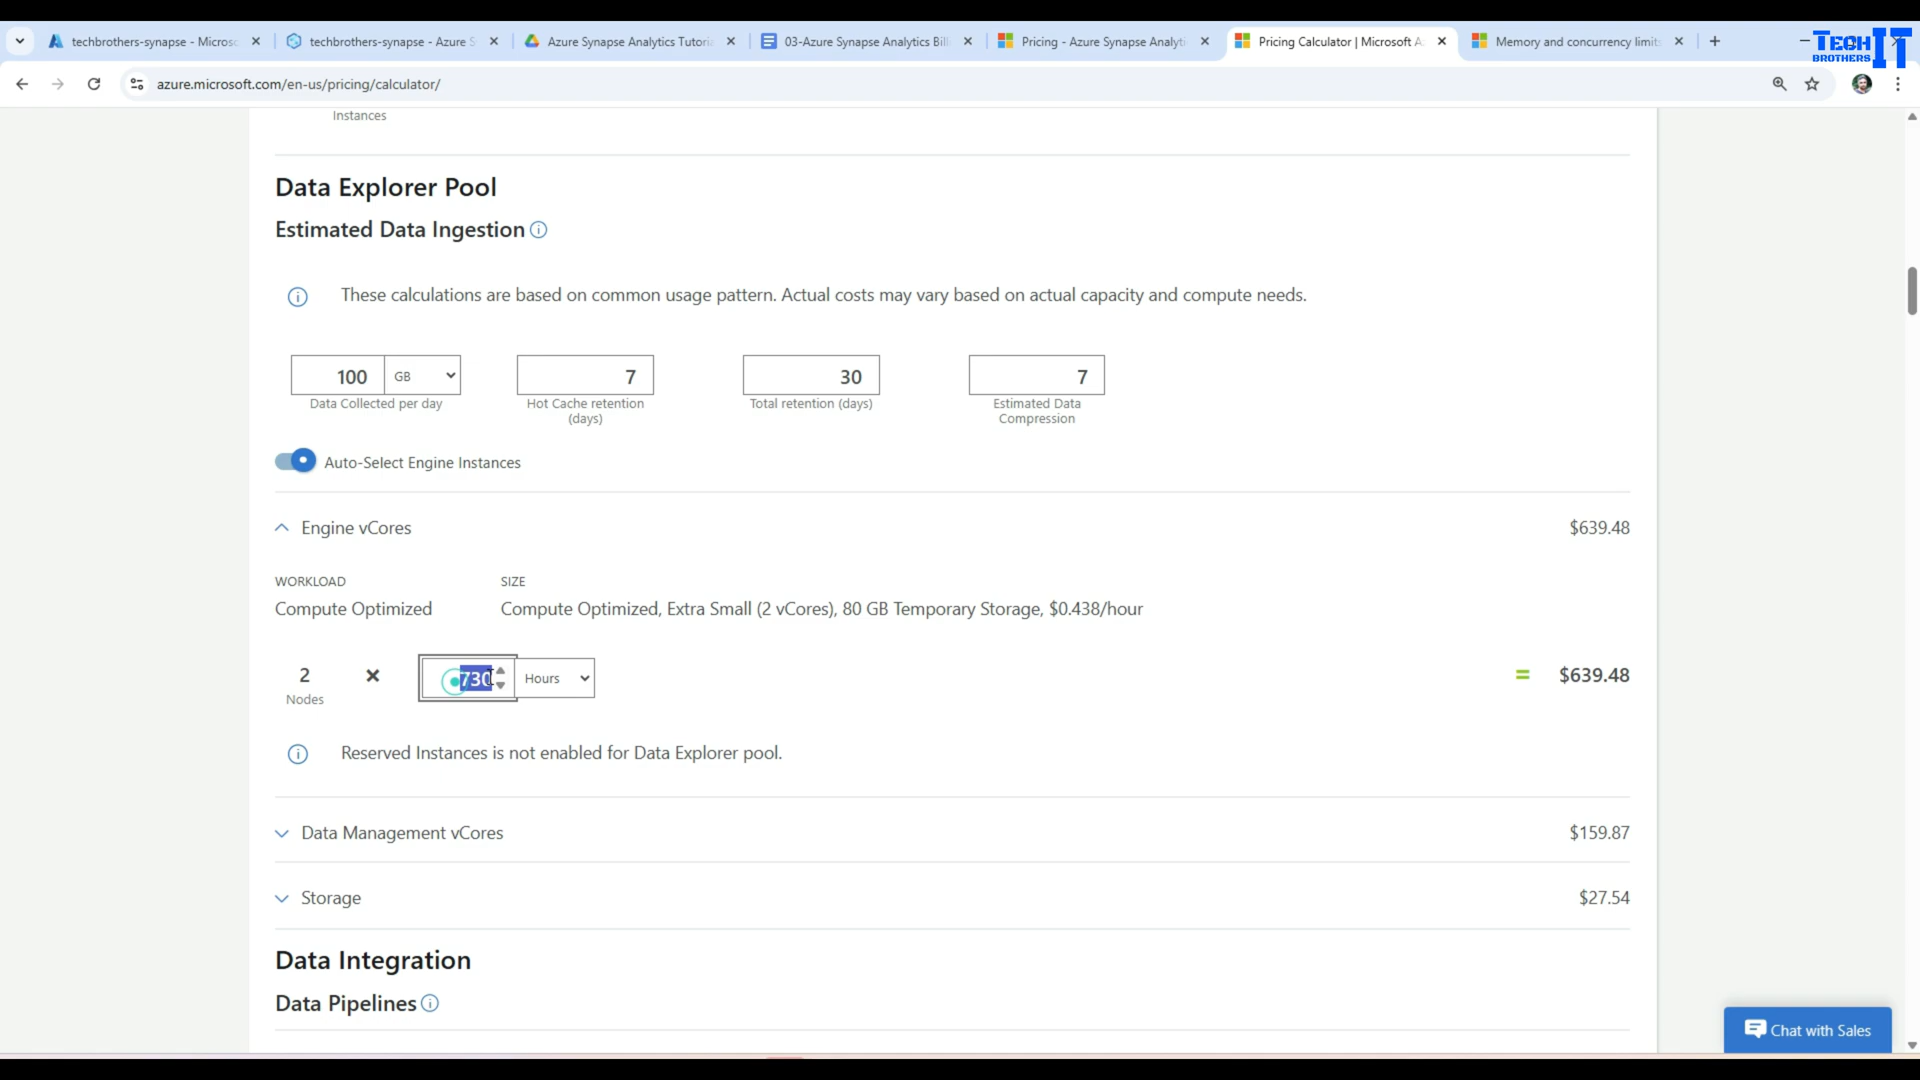 techbrothers-synapse - Microsc
techbrothers-synapse - Azure S
Azure Synapse Analytics Tutoria
03-Azure Synapse Analytics Bill
Pricing - Azure Synapse Analyti
Pricing Calculator | Microsoft A
Memory and concurrency limit
TECH IT
BROTHERS
azure.microsoft.com/en-us/pricing/calculator/
Instances
Data Explorer Pool
Estimated Data Ingestion
These calculations are based on common usage pattern. Actual costs may vary based on actual capacity and compute needs.
100 GB 7 30 7
Data Collected per day Hot Cache retention (days) Total retention (days) Estimated Data Compression
Auto-Select Engine Instances
Engine vCores $639.48
WORKLOAD SIZE
Compute Optimized Compute Optimized, Extra Small (2 vCores), 80 GB Temporary Storage, $0.438/hour
2 × 730 Hours = $639.48
Nodes
Reserved Instances is not enabled for Data Explorer pool.
Data Management vCores $159.87
Storage $27.54
Data Integration
Data Pipelines
Chat with Sales